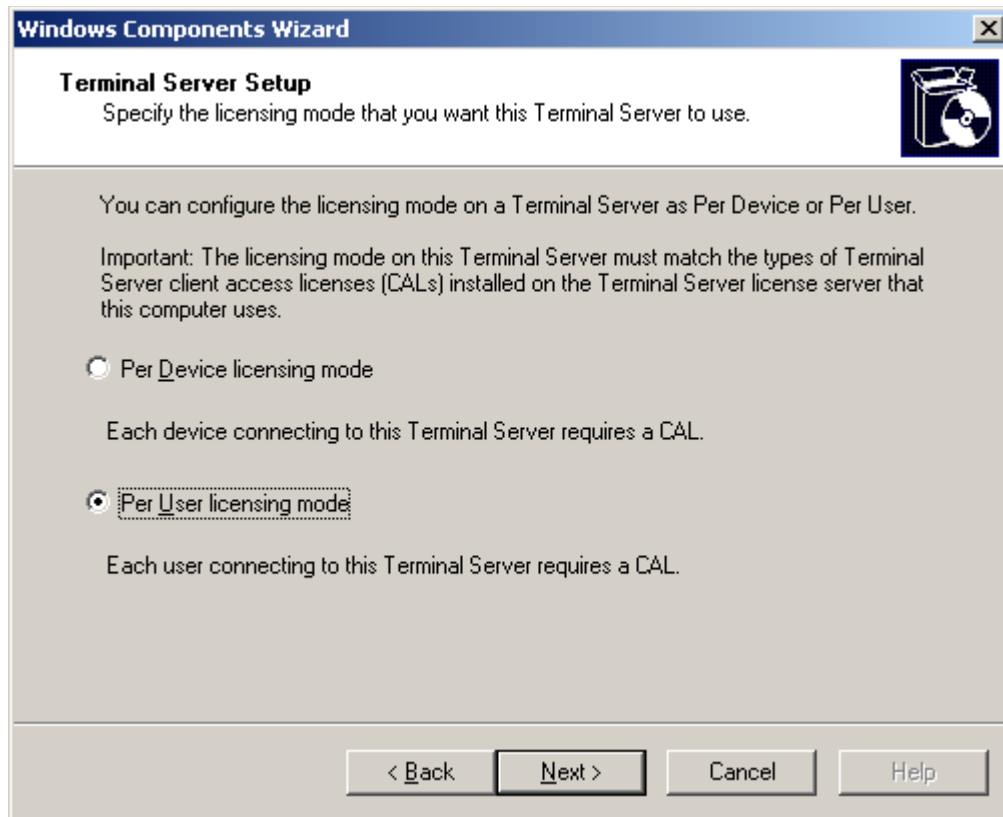 Windows Components Wizard
Terminal Server Setup
Specify the licensing mode that you want this Terminal Server to use.
You can configure the licensing mode on a Terminal Server as Per Device or Per User.
Important: The licensing mode on this Terminal Server must match the types of Terminal
Server client access licenses (CALs) installed on the Terminal Server license server that
this computer uses.
Per Device licensing mode
Each device connecting to this Terminal Server requires a CAL.
Per User licensing mode
Each user connecting to this Terminal Server requires a CAL.
< Back Next > Cancel Help